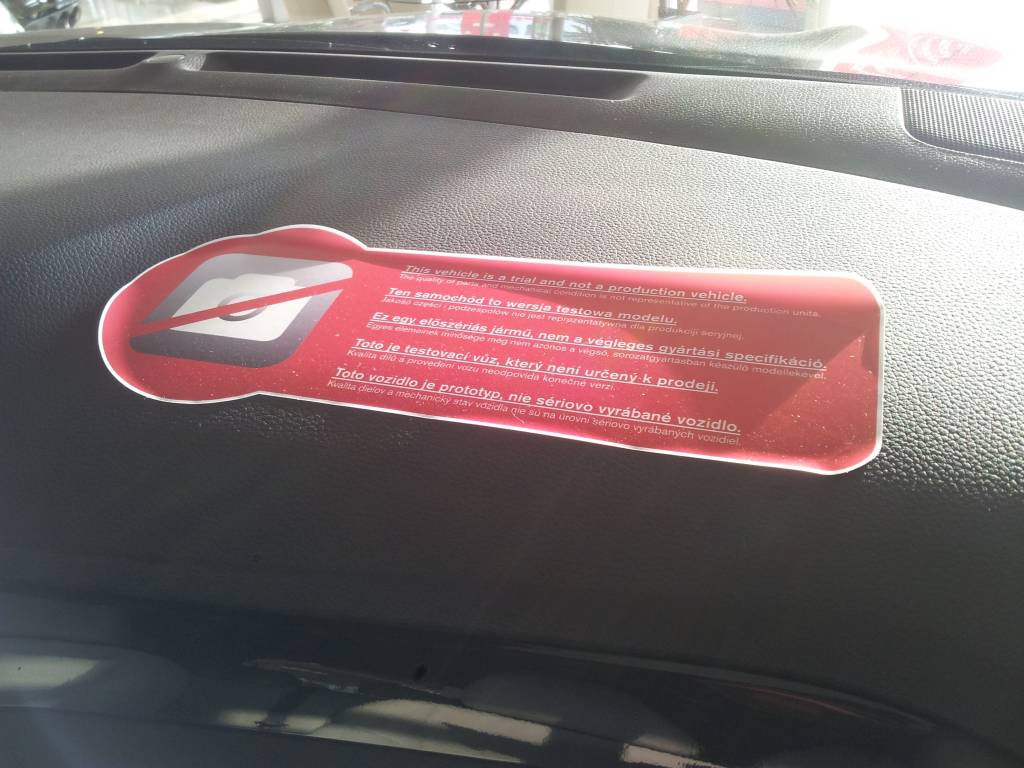 This vehicle is a trial and not a production vehicle.
The quality of parts and mechanical condition is not representative of the production units.
Ten samochód to wersja testowa modelu.
Jakość części i podzespołów nie jest reprezentatywna dla produkcji seryjnej.
Ez egy előszériás jármű, nem a végleges gyártási specifikáció.
Egyes elemeinek minősége még nem azonos a végső, sorozatgyártásban készülő modellekével.
Toto je testovací vůz, který není určený k prodeji.
Kvalita dílů a provedení vozu neodpovídá konečné verzi.
Toto vozidlo je prototyp, nie sériovo vyrábané vozidlo.
Kvalita dielov a mechanický stav vozidla nie sú na úrovni sériovo vyrábaných vozidiel.